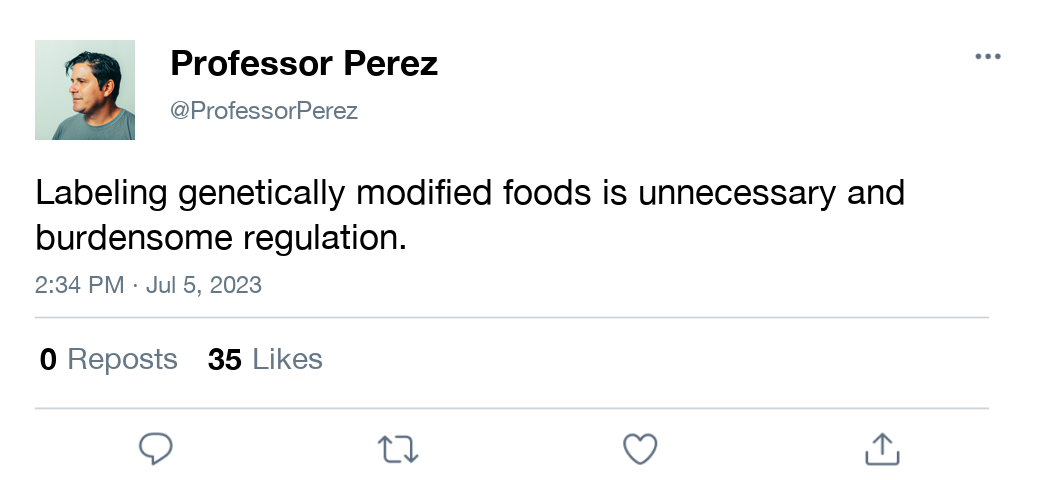 Professor Perez
@ProfessorPerez
Labeling genetically modified foods is unnecessary and
burdensome regulation.
2:34 PM · Jul 5, 2023
0 Reposts 35 Likes